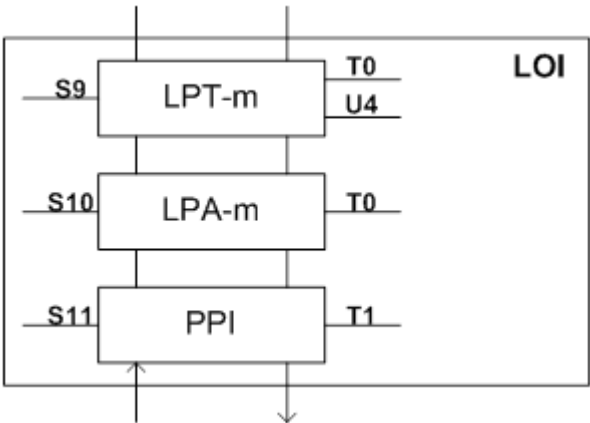 LOI
S9 LPT-m T0
U4
S10 LPA-m T0
S11 PPI T1